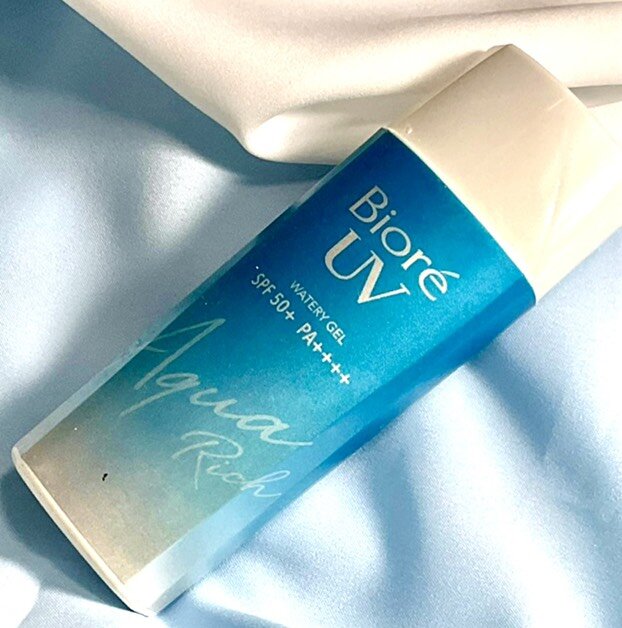 Bioré
UV
WATERY GEL
SPF 50+ PA++++
Aqua
Rich